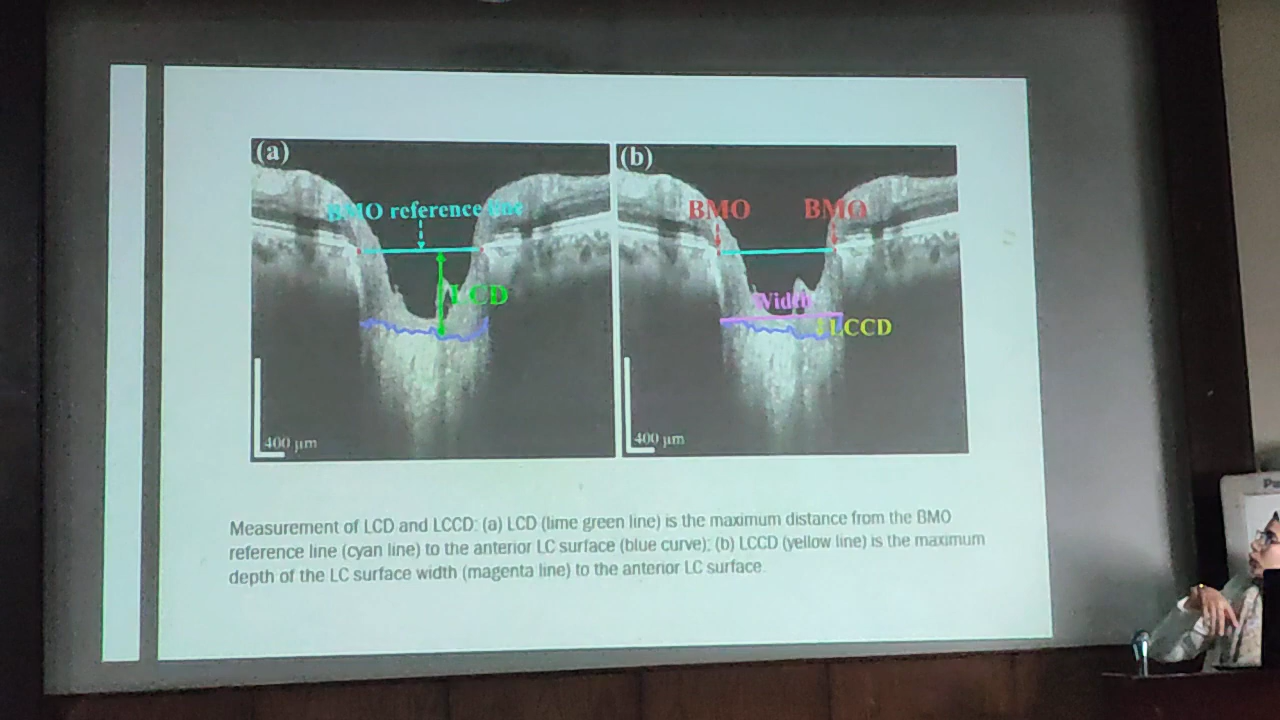 (a)
BMO reference line
LCD
400 μm
(b)
BMO BMO
Width
LCCD
400 μm
Measurement of LCD and LCCD: (a) LCD (lime green line) is the maximum distance from the BMO
reference line (cyan line) to the anterior LC surface (blue curve); (b) LCCD (yellow line) is the maximum
depth of the LC surface width (magenta line) to the anterior LC surface.